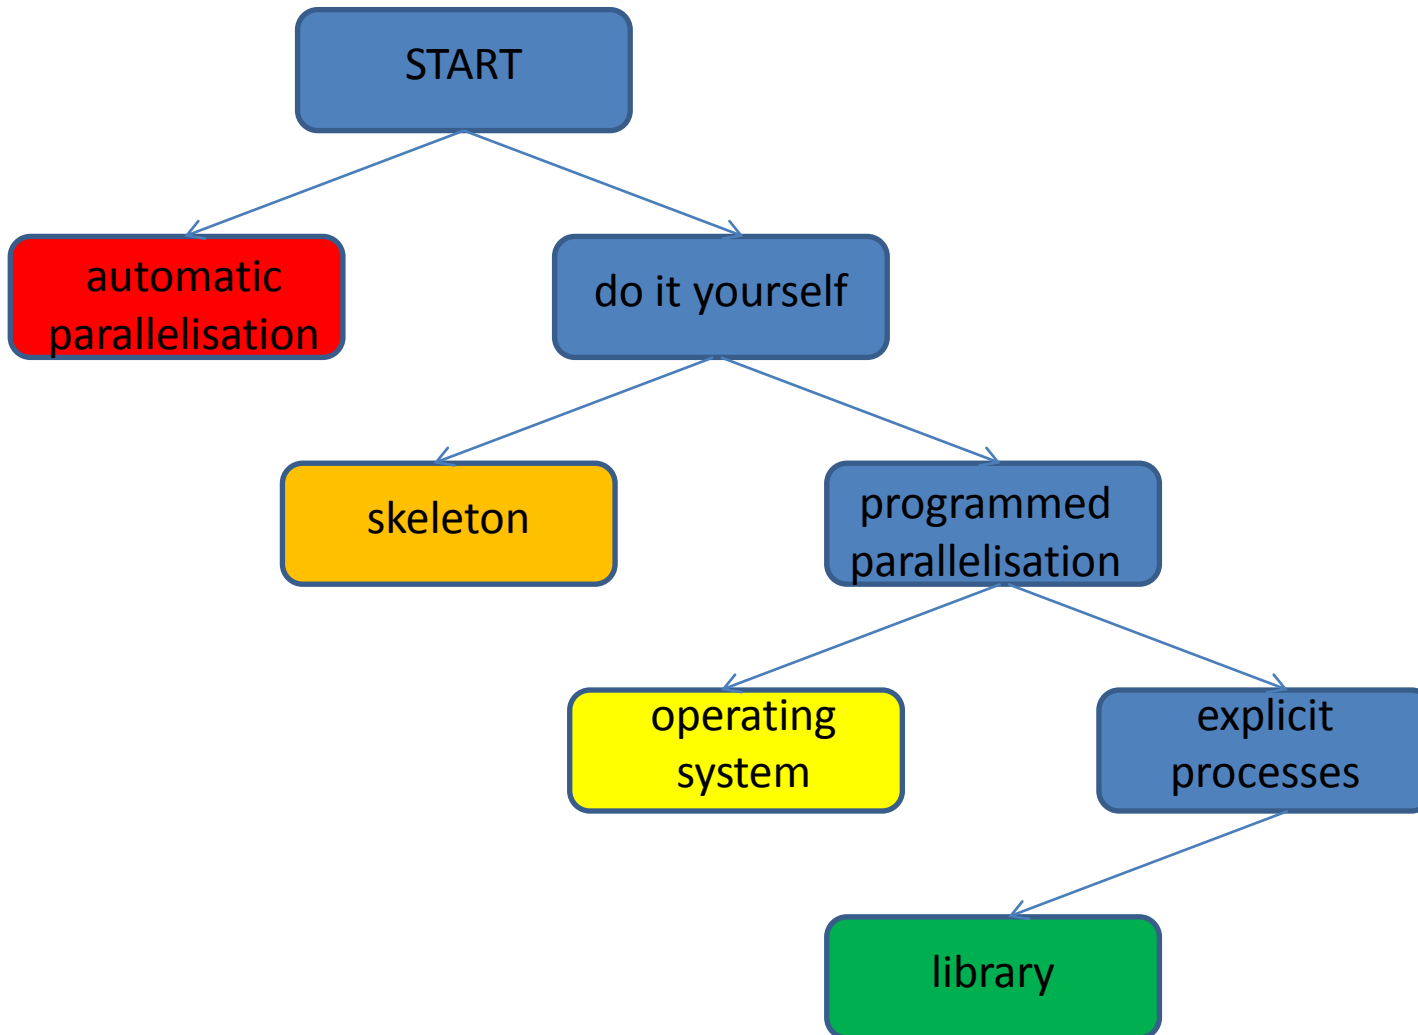 START
automatic
parallelisation
do it yourself
skeleton
programmed
parallelisation
operating
system
explicit
processes
library